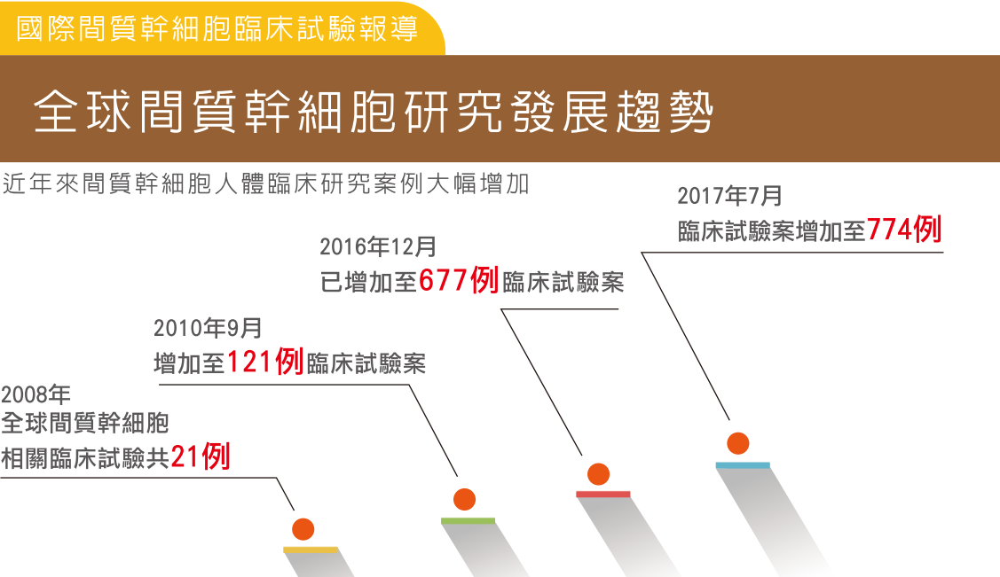 國際間質幹細胞臨床試驗報導
全球間質幹細胞研究發展趨勢
近年來間質幹細胞人體臨床研究案例大幅增加
2017年7月
臨床試驗案增加至774例
2016年12月
已增加至677例臨床試驗案
2010年9月
增加至121例臨床試驗案
2008年
全球間質幹細胞
相關臨床試驗共21例